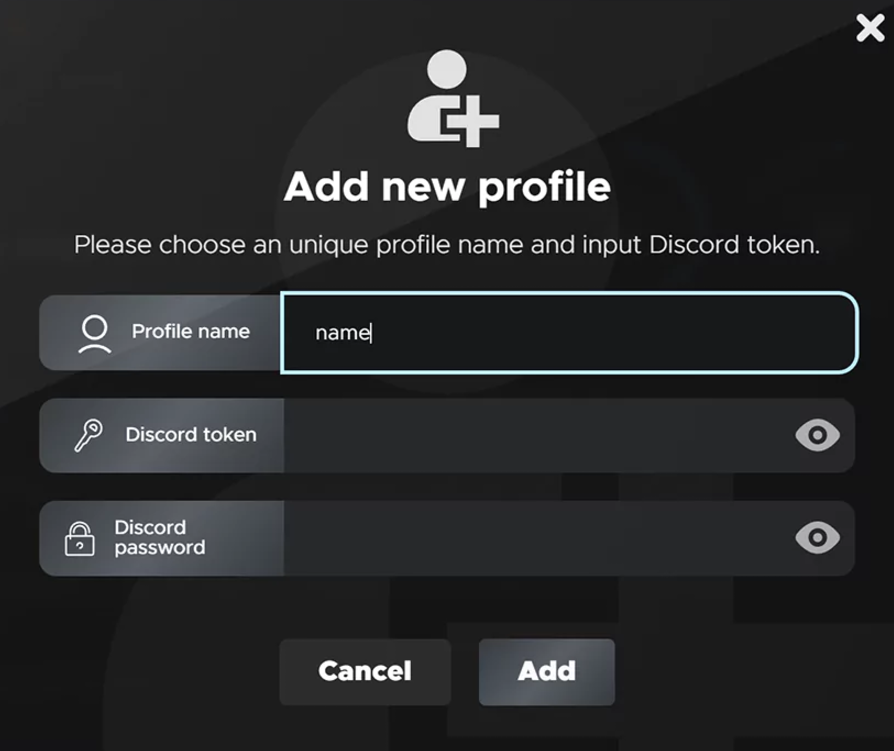 Add new profile
Please choose an unique profile name and input Discord token.
Profile name
name
Discord token
Discord
password
Cancel
Add